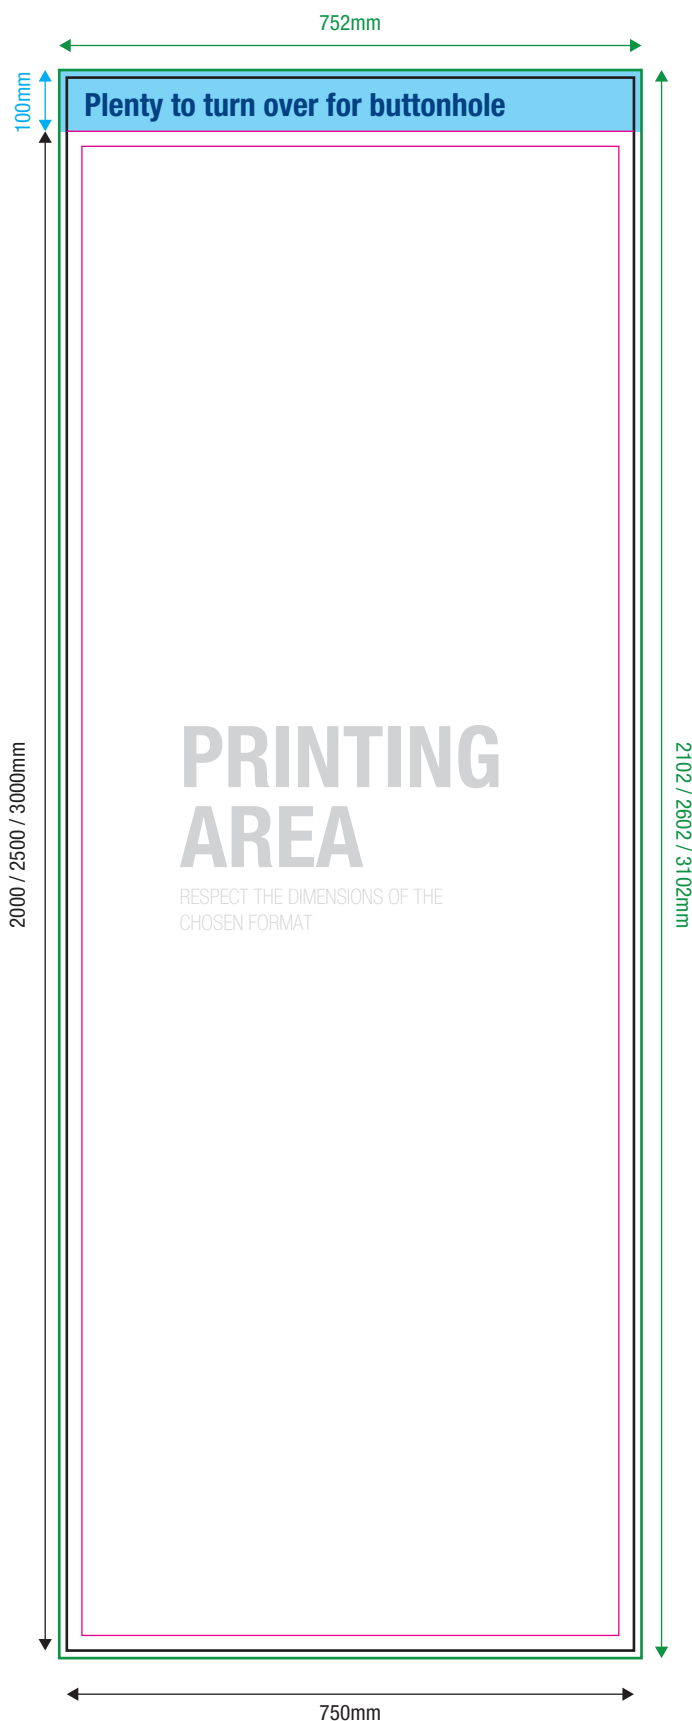 752mm
100mm
Plenty to turn over for buttonhole
PRINTING
AREA
RESPECT THE DIMENSIONS OF THE
CHOSEN FORMAT
2000 / 2500 / 3000mm
2102 / 2602 / 3102mm
750mm